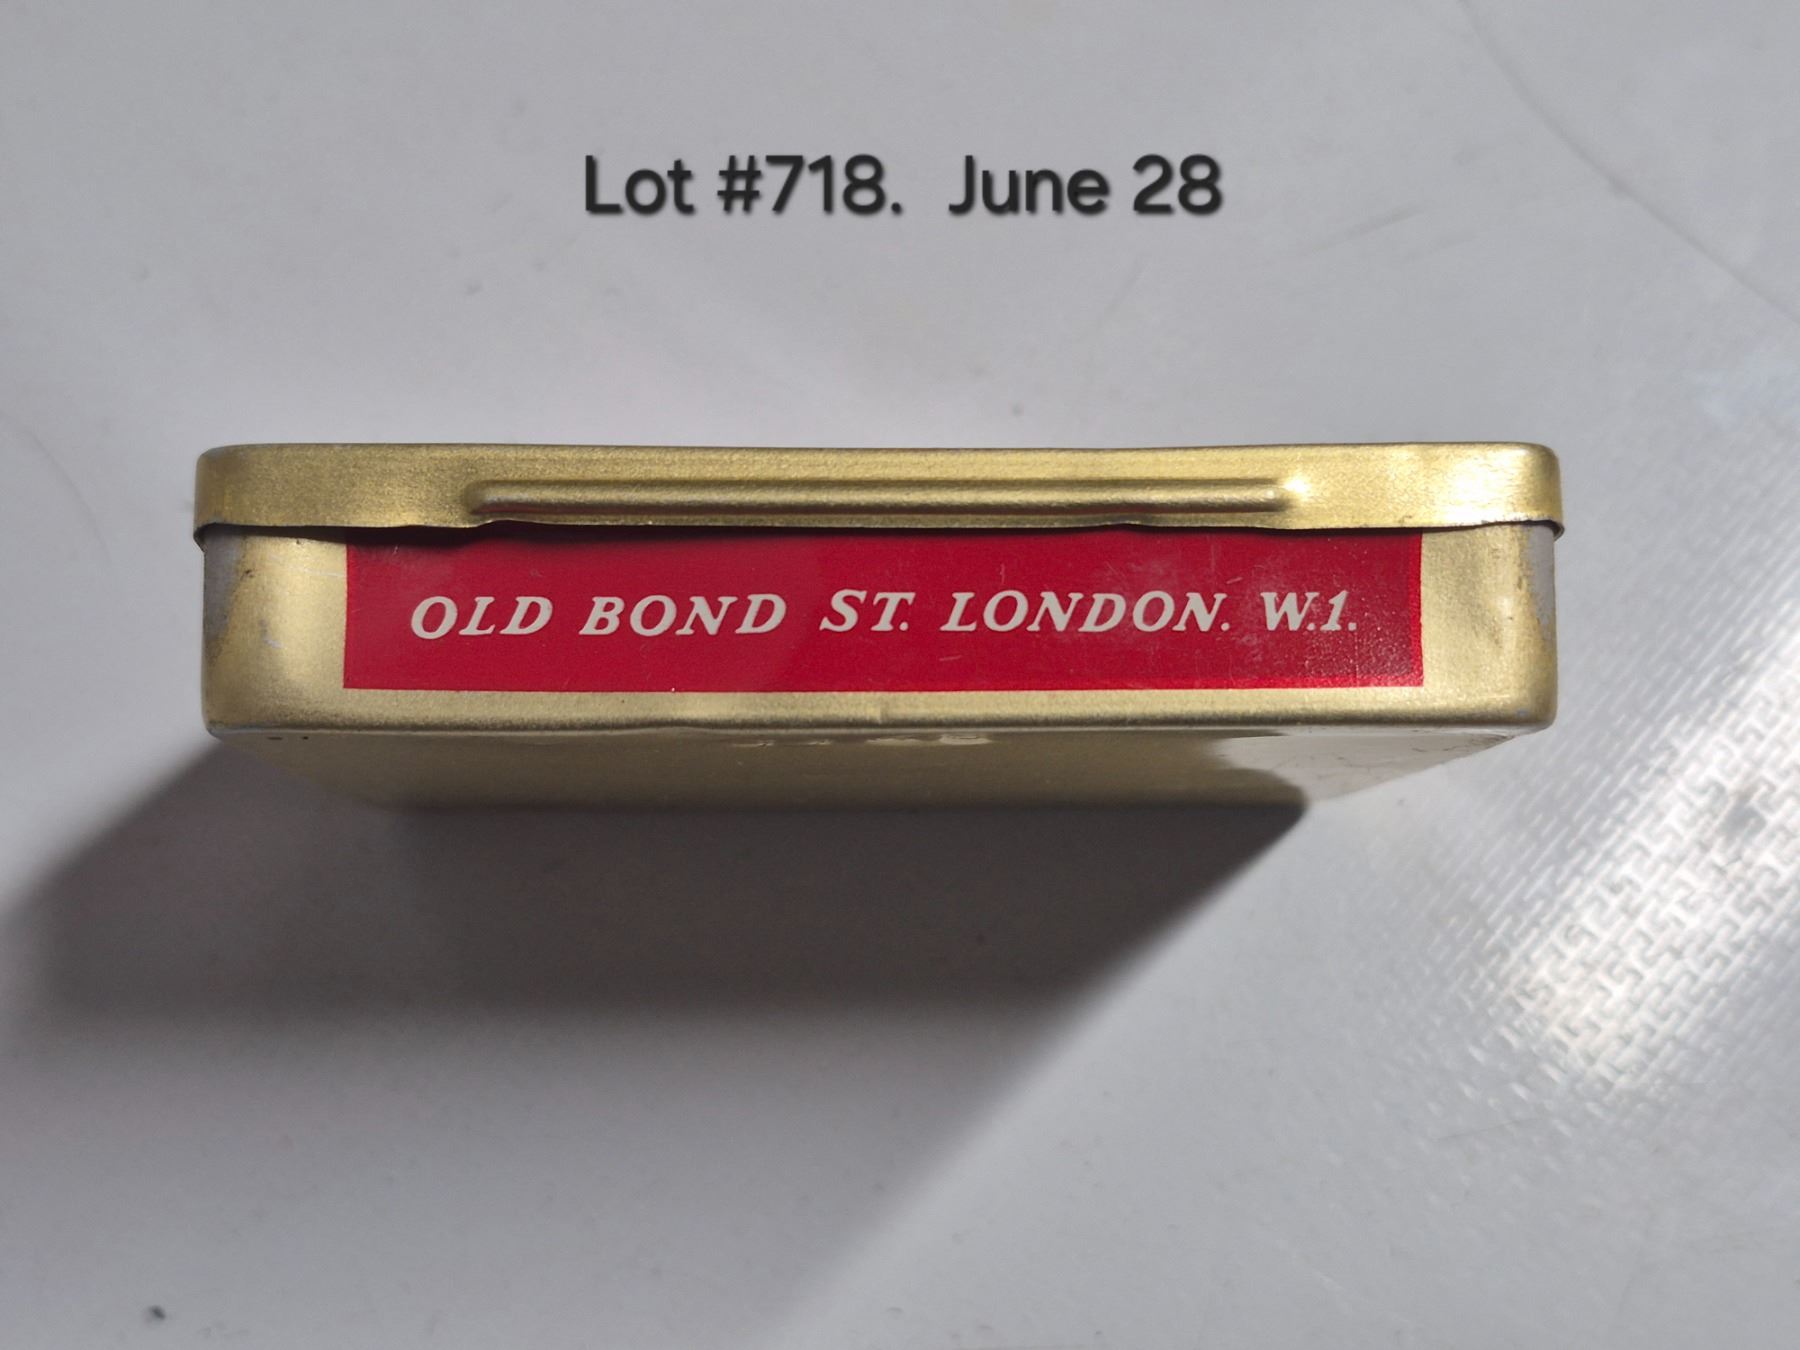 Lot #718. June 28
OLD BOND ST. LONDON. W.1.